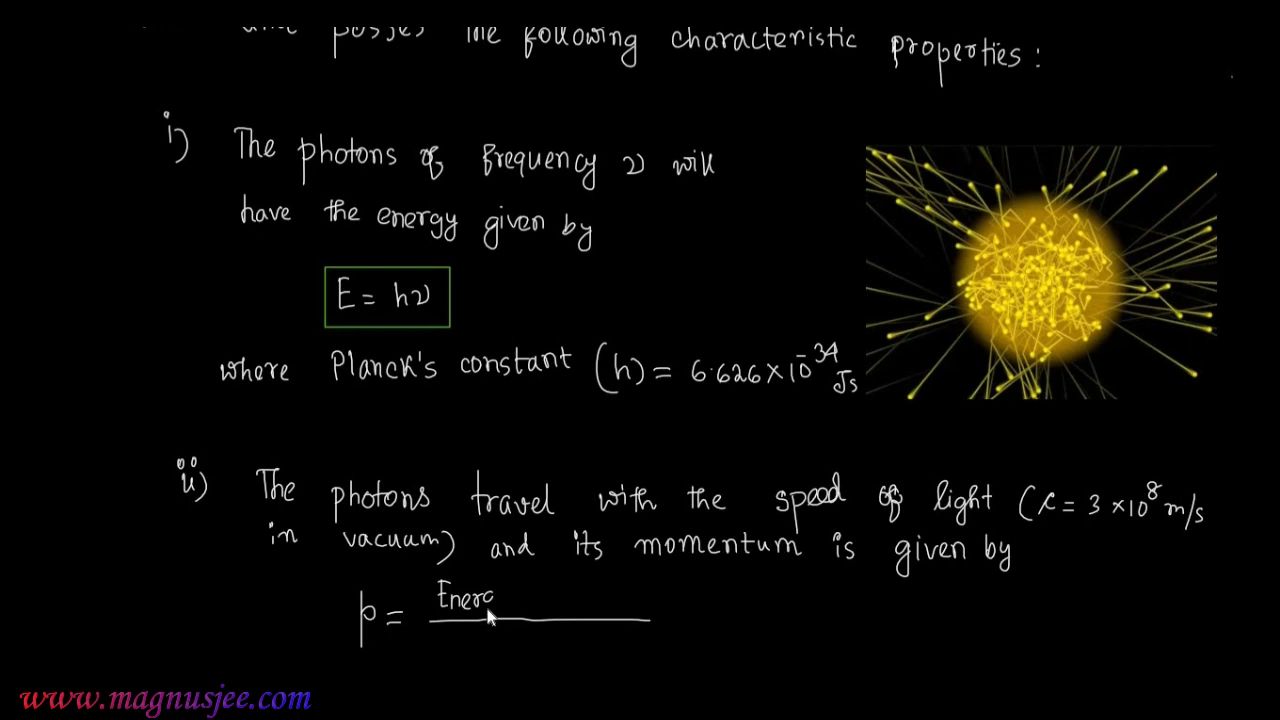 the following characteristic properties :
i) The photons of frequency ν will
have the energy given by
E = hν
where Planck's constant (h) = 6.626×10⁻³⁴ Js
ii) The photons travel with the speed of light (c = 3 ×10⁸ m/s
in vacuum) and its momentum is given by
p = Energ
www.magnusjee.com